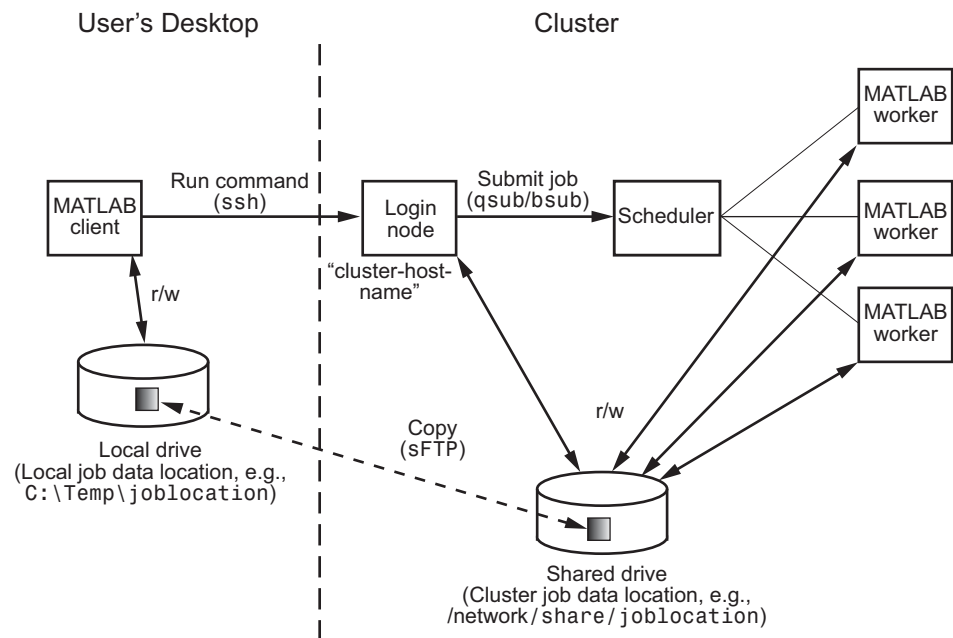 User’s Desktop
Cluster
MATLAB
worker
Run command
(ssh)
Submit job
(qsub/bsub)
MATLAB
client
Login
node
Scheduler
MATLAB
worker
“cluster-host-
name”
r/w
MATLAB
worker
r/w
Copy
(sFTP)
Local drive
(Local job data location, e.g.,
C:\Temp\joblocation)
Shared drive
(Cluster job data location, e.g.,
/network/share/joblocation)